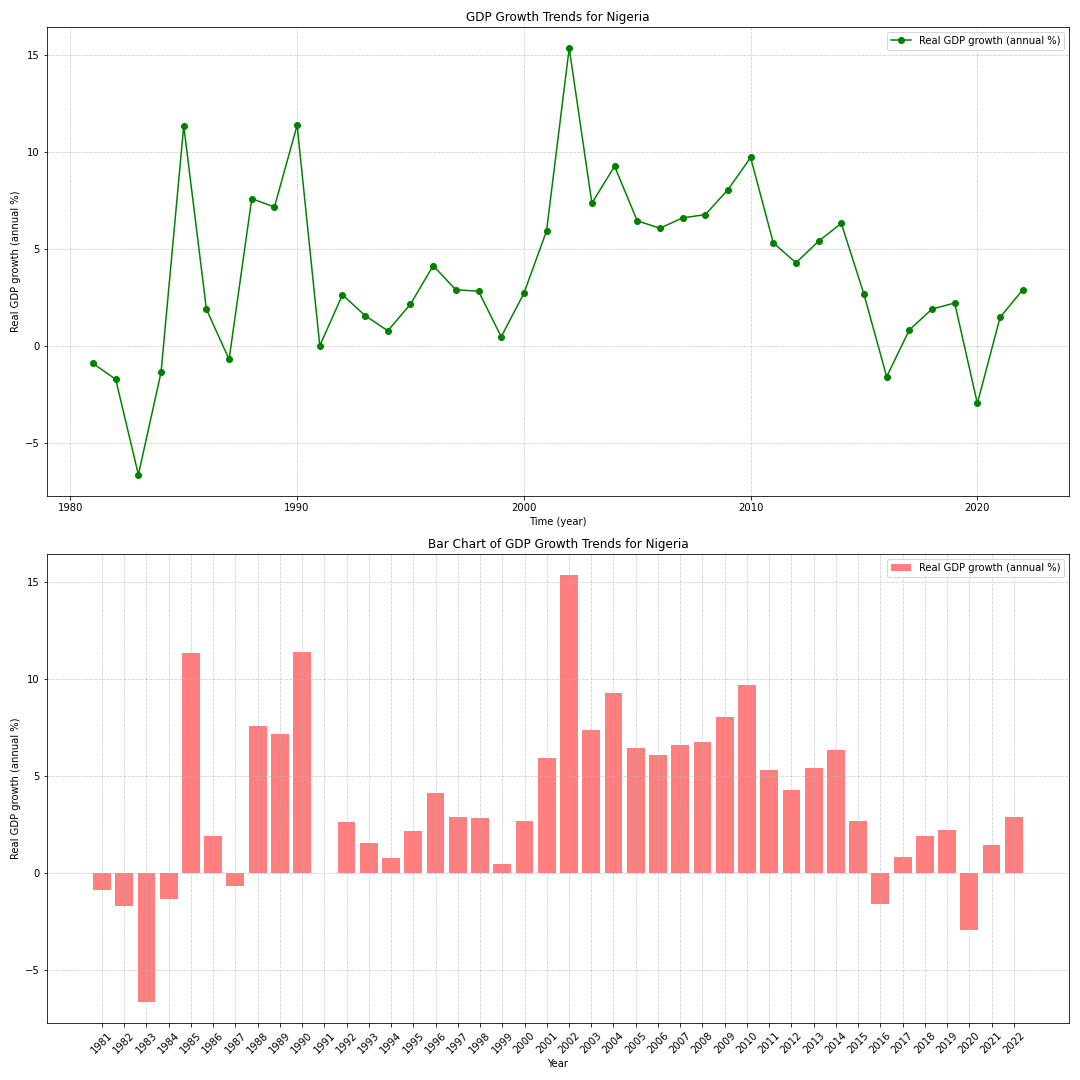 GDP Growth Trends for Nigeria
Real GDP growth (annual %)
Real GDP growth (annual %)
15
10
5
0
−5
1980 1990 2000 2010 2020
Time (year)
Bar Chart of GDP Growth Trends for Nigeria
Real GDP growth (annual %)
Real GDP growth (annual %)
15
10
5
0
−5
1981 1982 1983 1984 1985 1986 1987 1988 1989 1990 1991 1992 1993 1994 1995 1996 1997 1998 1999 2000 2001 2002 2003 2004 2005 2006 2007 2008 2009 2010 2011 2012 2013 2014 2015 2016 2017 2018 2019 2020 2021 2022
Year